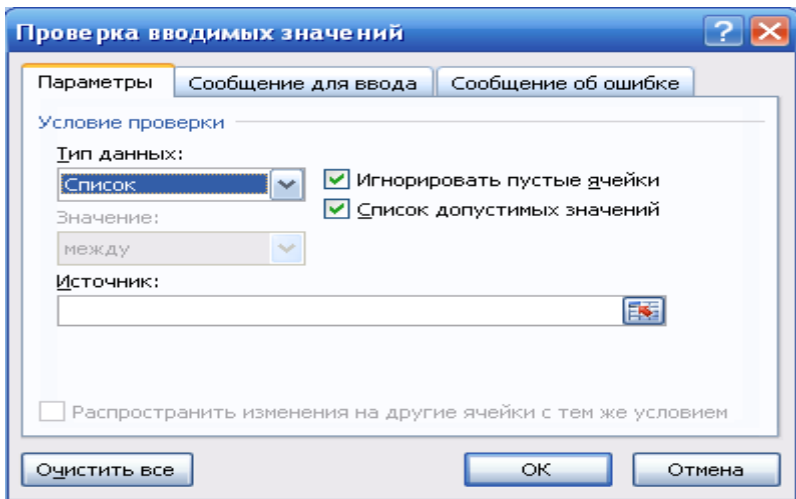 Проверка вводимых значений
Параметры Сообщение для ввода Сообщение об ошибке
Условие проверки
Тип данных:
Список Игнорировать пустые ячейки
Значение: Список допустимых значений
между
Источник:
Распространить изменения на другие ячейки с тем же условием
Очистить все ОК Отмена